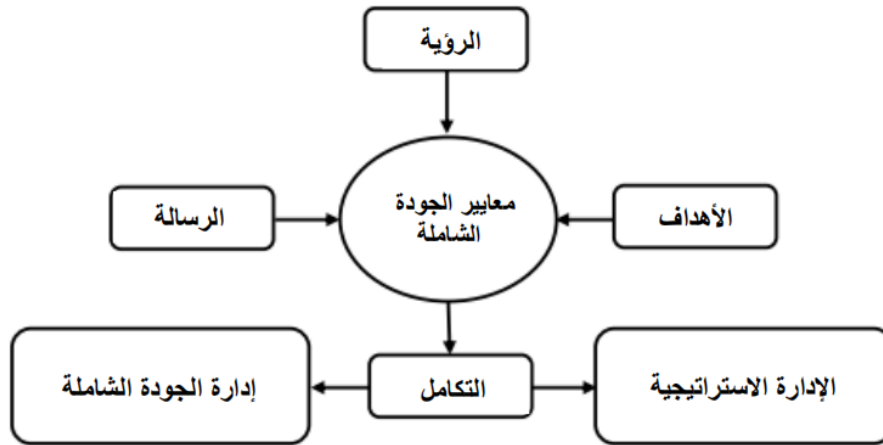 الرؤية
معايير الجودة
الشاملة
الأهداف
الرسالة
الإدارة الاستراتيجية
التكامل
إدارة الجودة الشاملة